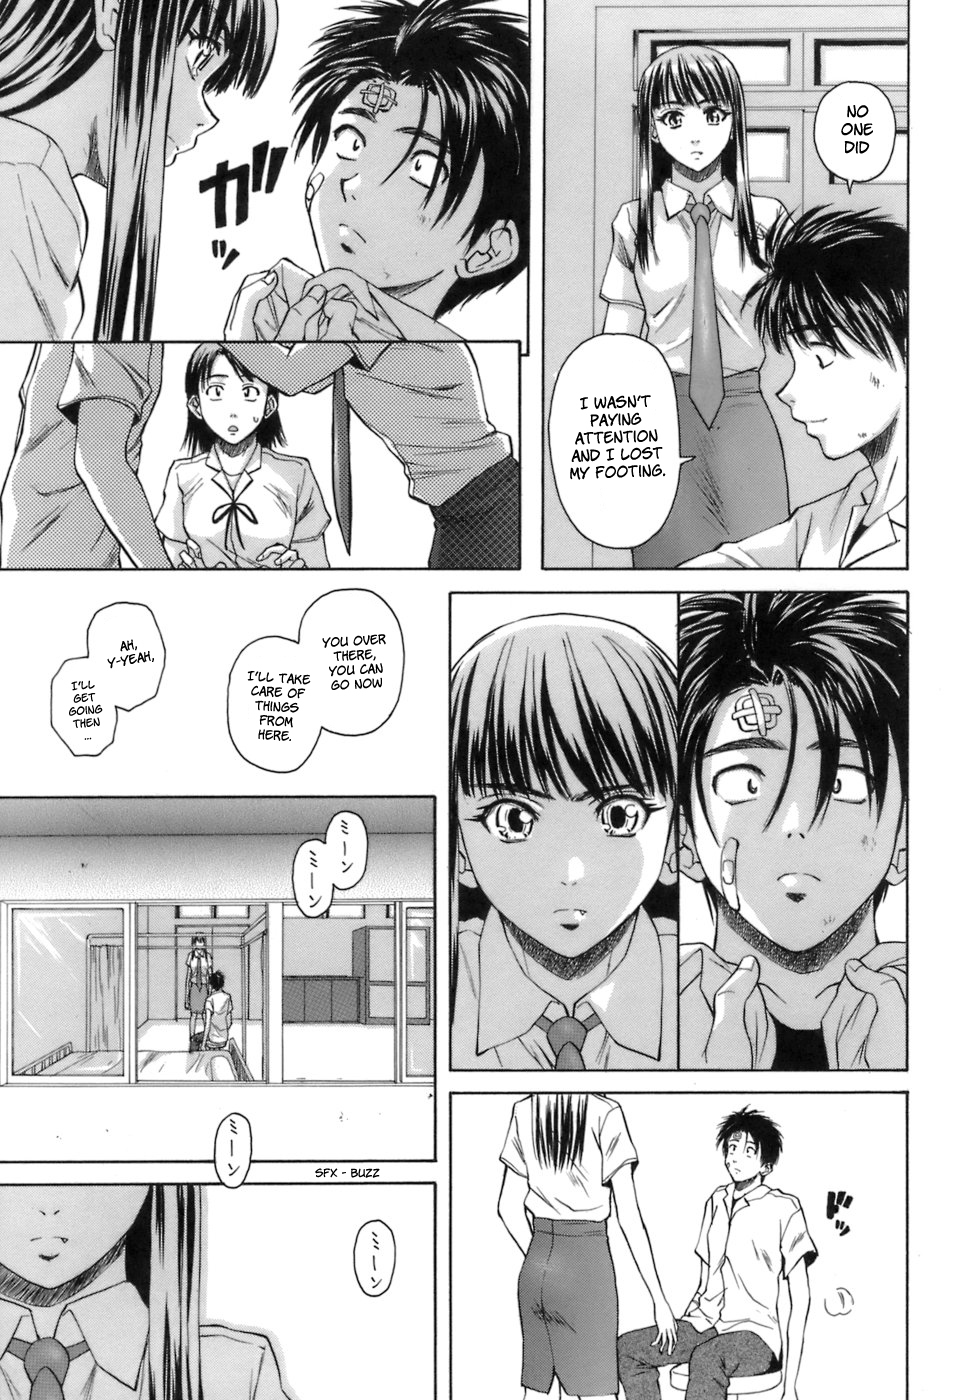 NO
ONE
DID
I WASN'T
PAYING
ATTENTION
AND I LOST
MY FOOTING.
ガッ
YOU OVER
THERE,
YOU CAN
GO NOW
I'LL TAKE
CARE OF
THINGS
FROM
HERE.
AH,
Y-YEAH,
I'LL
GET
GOING
THEN
...
ミーン
ミーン
ミーン
SFX - BUZZ
ドッ
ミーン